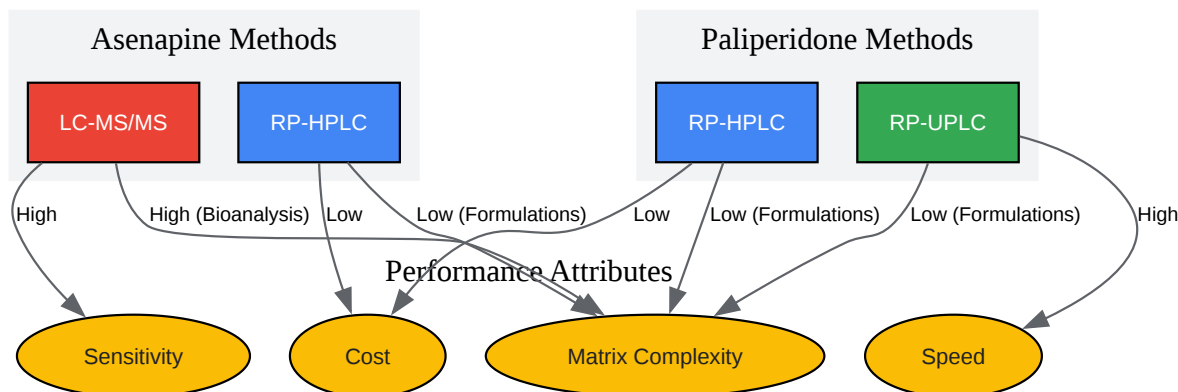 Asenapine Methods
Paliperidone Methods
LC-MS/MS
RP-HPLC
RP-HPLC
RP-UPLC
High
High (Bioanalysis)
Low
Low (Formulations)
Low
Low (Formulations)
Low (Formulations)
High
Performance Attributes
Sensitivity
Cost
Matrix Complexity
Speed